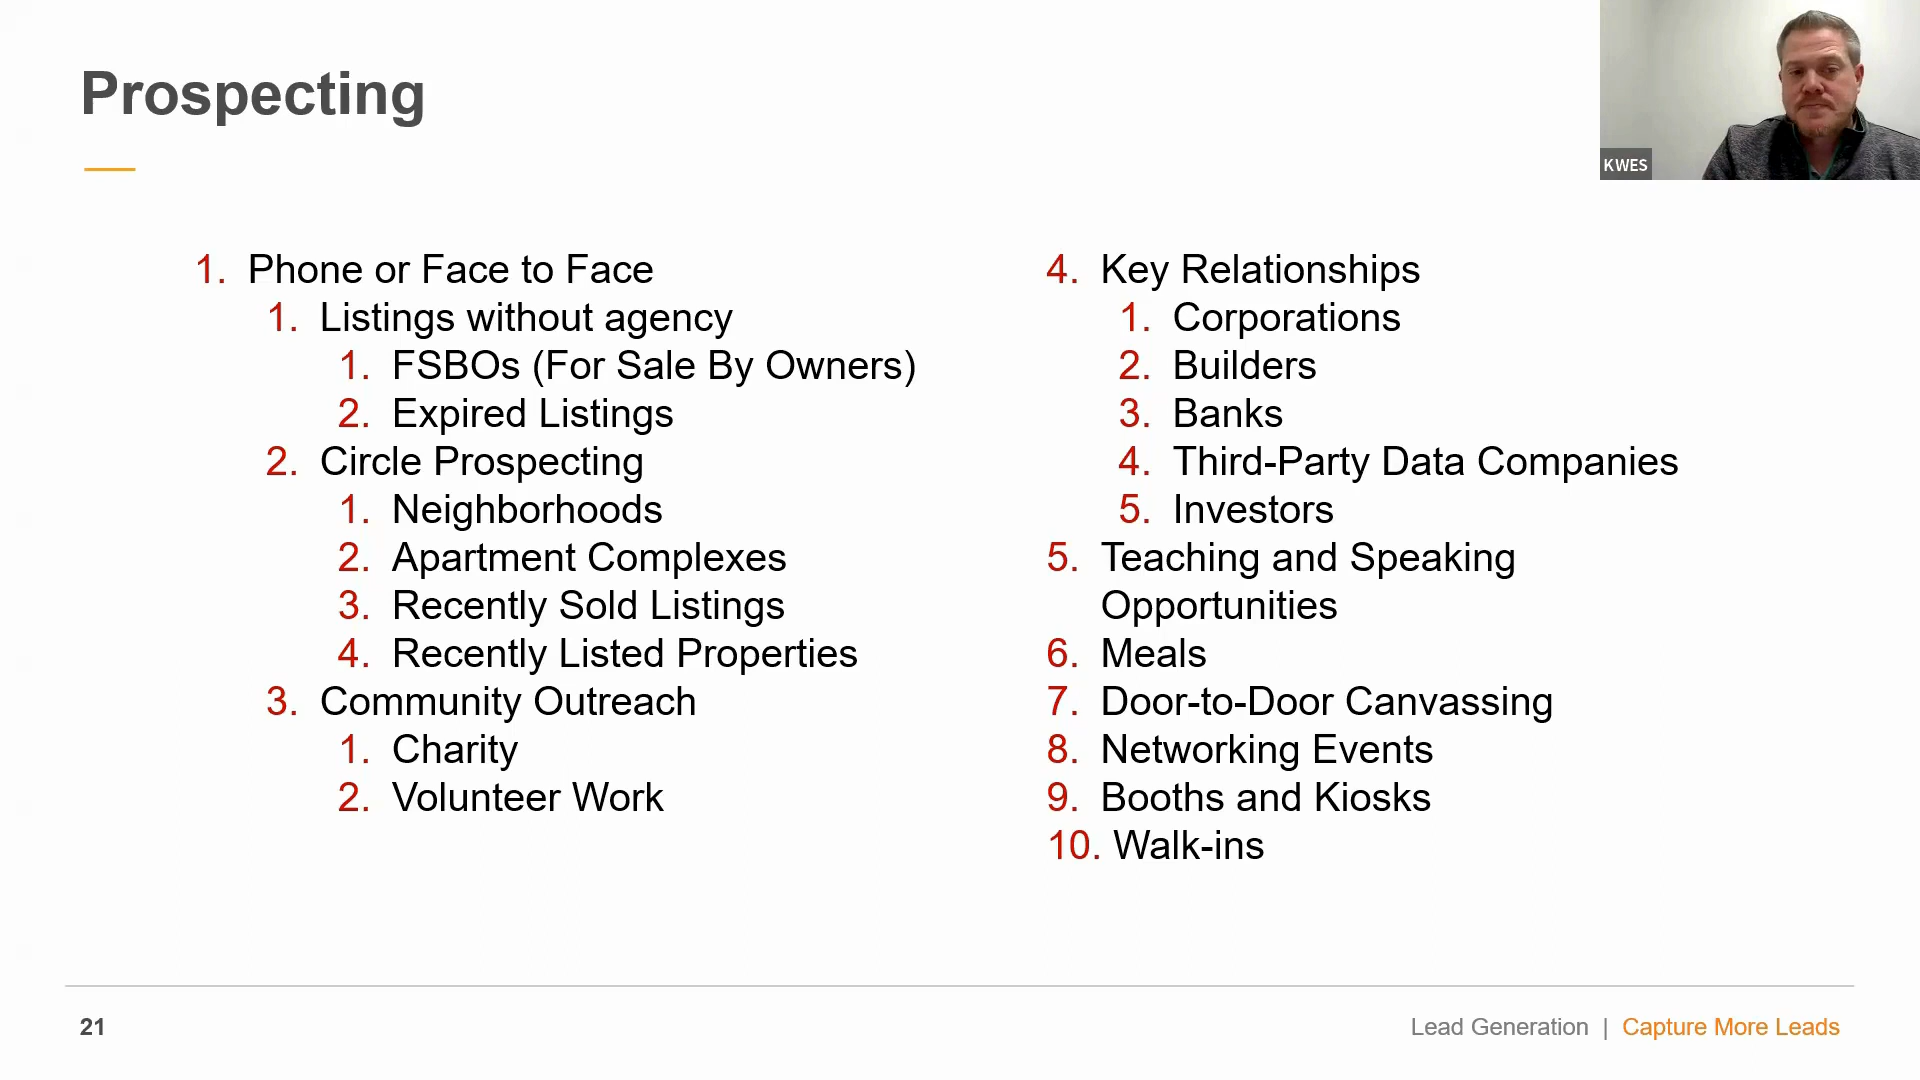 Prospecting
KWES
1. Phone or Face to Face
1. Listings without agency
1. FSBOs (For Sale By Owners)
2. Expired Listings
2. Circle Prospecting
1. Neighborhoods
2. Apartment Complexes
3. Recently Sold Listings
4. Recently Listed Properties
3. Community Outreach
1. Charity
2. Volunteer Work
4. Key Relationships
1. Corporations
2. Builders
3. Banks
4. Third-Party Data Companies
5. Investors
5. Teaching and Speaking
Opportunities
6. Meals
7. Door-to-Door Canvassing
8. Networking Events
9. Booths and Kiosks
10. Walk-ins
21
Lead Generation | Capture More Leads